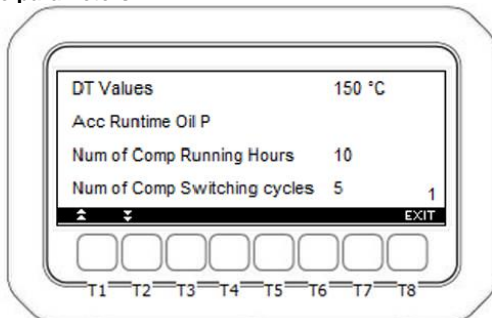 DT Values 150 °C
Acc Runtime Oil P
Num of Comp Running Hours 10
Num of Comp Switching cycles 5 1
EXIT
T1 T2 T3 T4 T5 T6 T7 T8